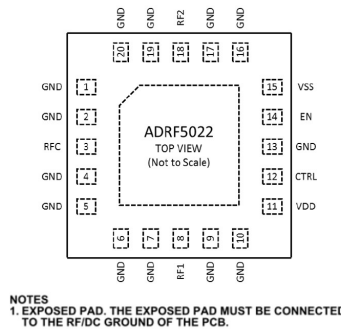 GND GND RF2 GND GND
20 19 18 17 16
GND 1 15 VSS
GND 2 14 EN
RFC 3 13 GND
GND 4 12 CTRL
GND 5 11 VDD
ADRF5022
TOP VIEW
(Not to Scale)
6 7 8 9 10
GND GND RF1 GND GND
NOTES
1. EXPOSED PAD. THE EXPOSED PAD MUST BE CONNECTED
TO THE RF/DC GROUND OF THE PCB.